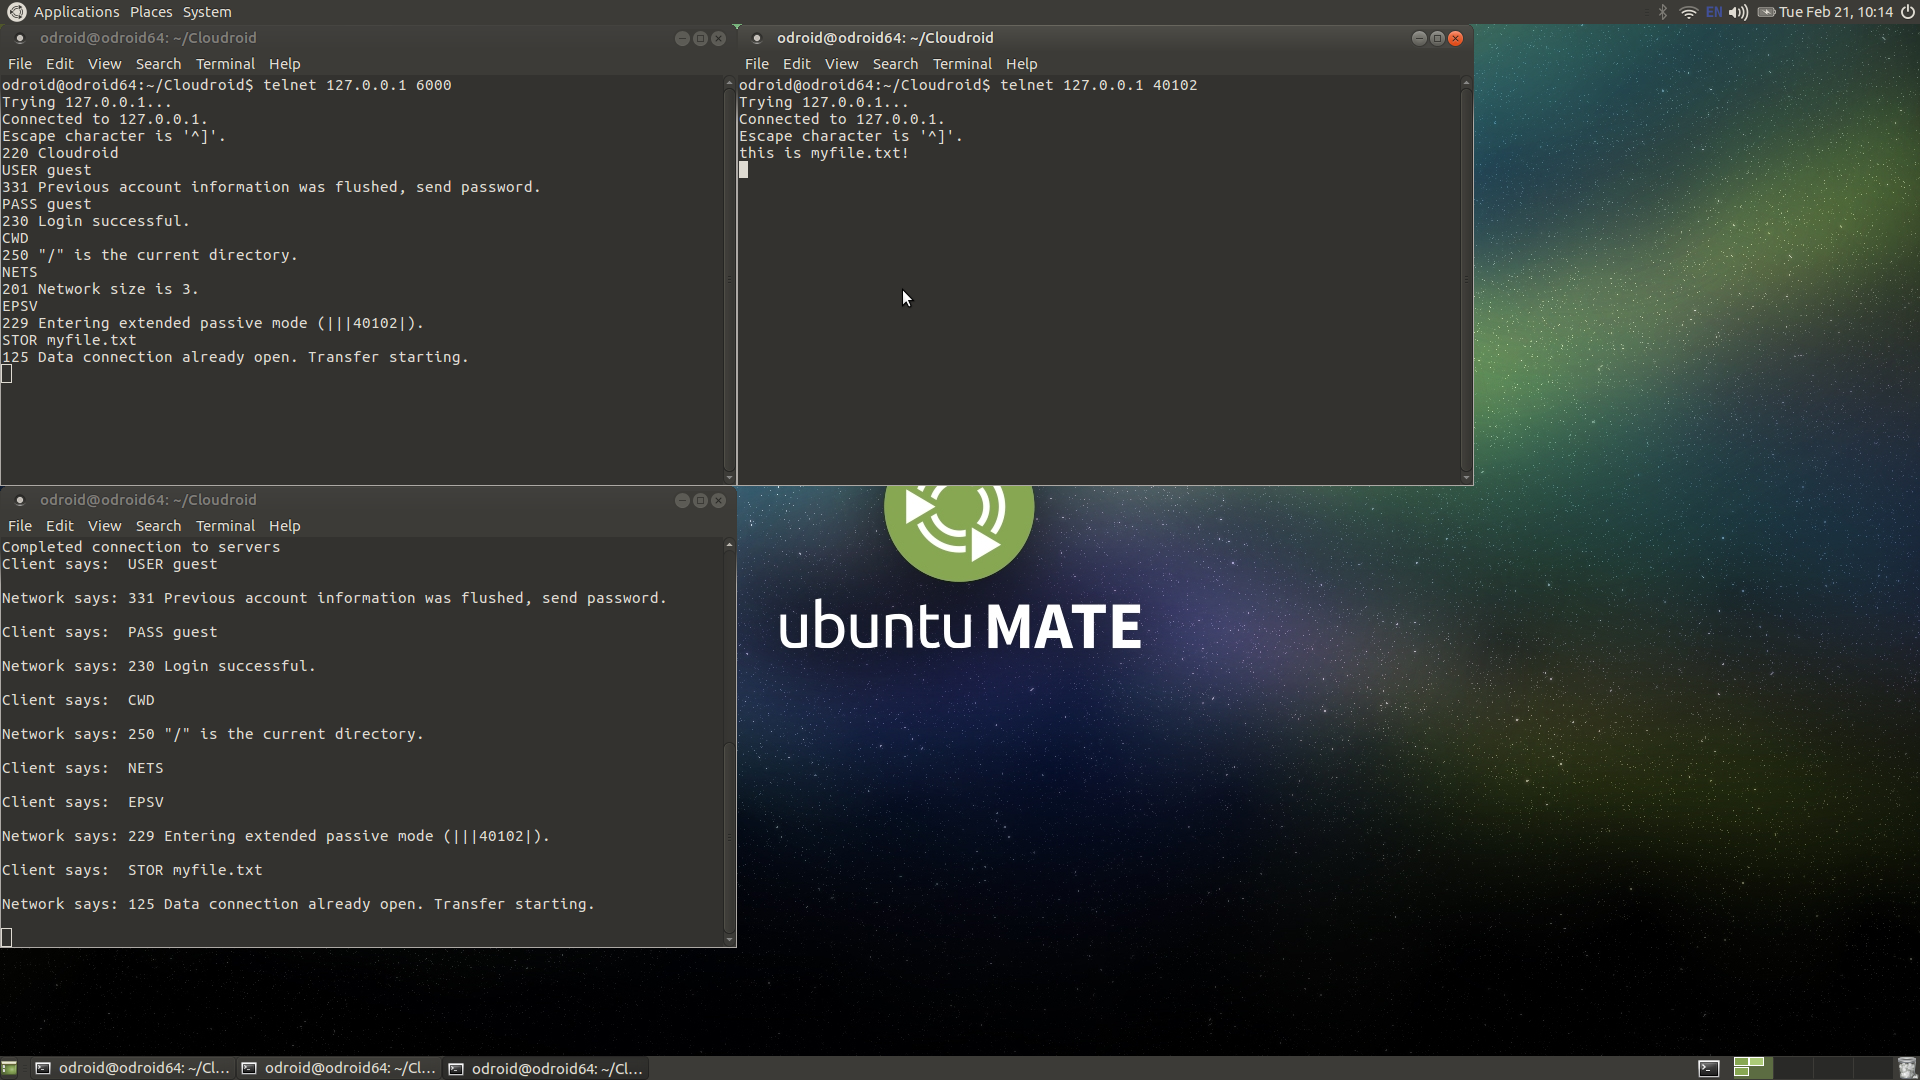 Applications Places System
EN Tue Feb 21, 10:14
odroid@odroid64: ~/Cloudroid
File Edit View Search Terminal Help
odroid@odroid64:~/Cloudroid$ telnet 127.0.0.1 6000
Trying 127.0.0.1...
Connected to 127.0.0.1.
Escape character is '^]'.
220 Cloudroid
USER guest
331 Previous account information was flushed, send password.
PASS guest
230 Login successful.
CWD
250 "/" is the current directory.
NETS
201 Network size is 3.
EPSV
229 Entering extended passive mode (|||40102|).
STOR myfile.txt
125 Data connection already open. Transfer starting.
odroid@odroid64: ~/Cloudroid
File Edit View Search Terminal Help
odroid@odroid64:~/Cloudroid$ telnet 127.0.0.1 40102
Trying 127.0.0.1...
Connected to 127.0.0.1.
Escape character is '^]'.
this is myfile.txt!
odroid@odroid64: ~/Cloudroid
File Edit View Search Terminal Help
Completed connection to servers
Client says:  USER guest
Network says: 331 Previous account information was flushed, send password.
Client says:  PASS guest
Network says: 230 Login successful.
Client says:  CWD
Network says: 250 "/" is the current directory.
Client says:  NETS
Client says:  EPSV
Network says: 229 Entering extended passive mode (|||40102|).
Client says:  STOR myfile.txt
Network says: 125 Data connection already open. Transfer starting.
ubuntu MATE
odroid@odroid64: ~/Cl... odroid@odroid64: ~/Cl... odroid@odroid64: ~/Cl...